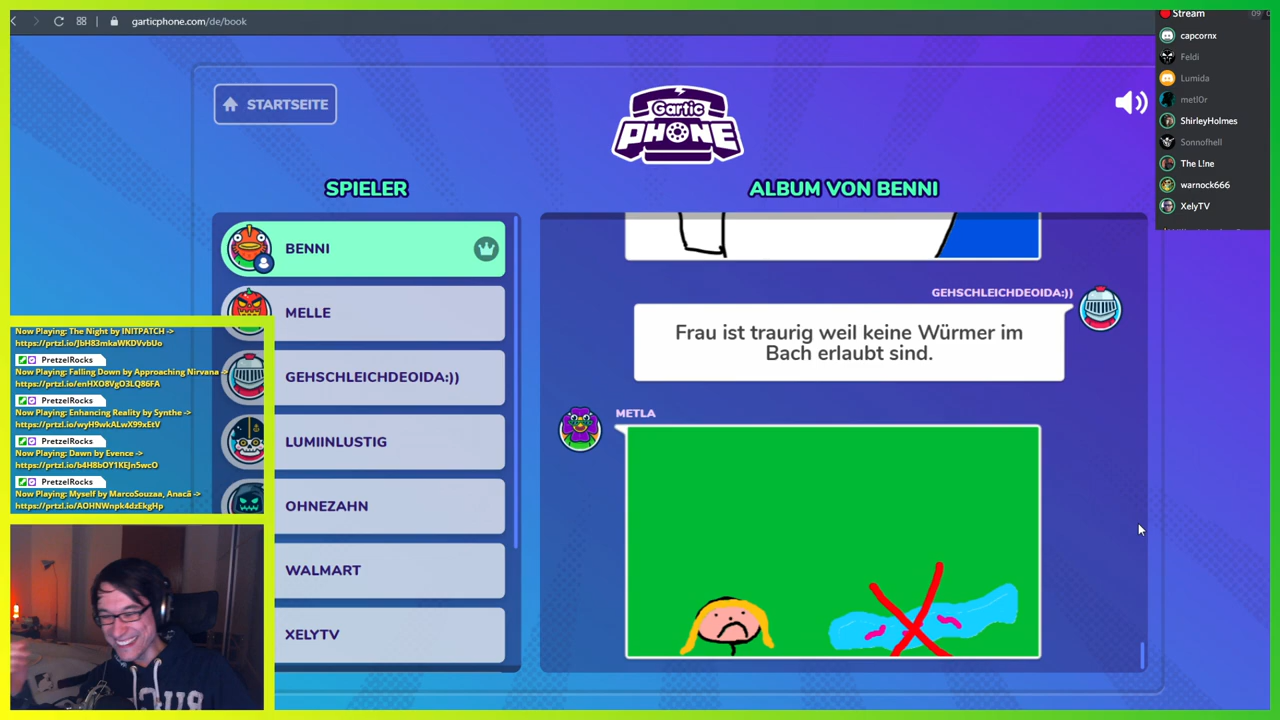 garticphone.com/de/book
Stream
capcornx
Feldi
Lumida
metl0r
ShirleyHolmes
Sonnofhell
The L!ne
warnock666
XelyTV
STARTSEITE
Gartic
PHONE
SPIELER
BENNI
MELLE
GEHSCHLEICHDEOIDA:))
LUMIINLUSTIG
OHNEZAHN
WALMART
XELYTV
ALBUM VON BENNI
GEHSCHLEICHDEOIDA:))
Frau ist traurig weil keine Würmer im
Bach erlaubt sind.
METLA
Now Playing: The Night by INITPATCH ->
https://prtzl.io/JbH83mkaWKDVvbUo
PretzelRocks
Now Playing: Falling Down by Approaching Nirvana ->
https://prtzl.io/enHXO8VgO3LQ86FA
PretzelRocks
Now Playing: Enhancing Reality by Synthe ->
https://prtzl.io/wyH9wkALwX99xEtV
PretzelRocks
Now Playing: Dawn by Evence ->
https://prtzl.io/b4H8bOY1KEJn5wcO
PretzelRocks
Now Playing: Myself by MarcoSouzaa, Anacã ->
https://prtzl.io/AOHNWnpk4dzEkgHp